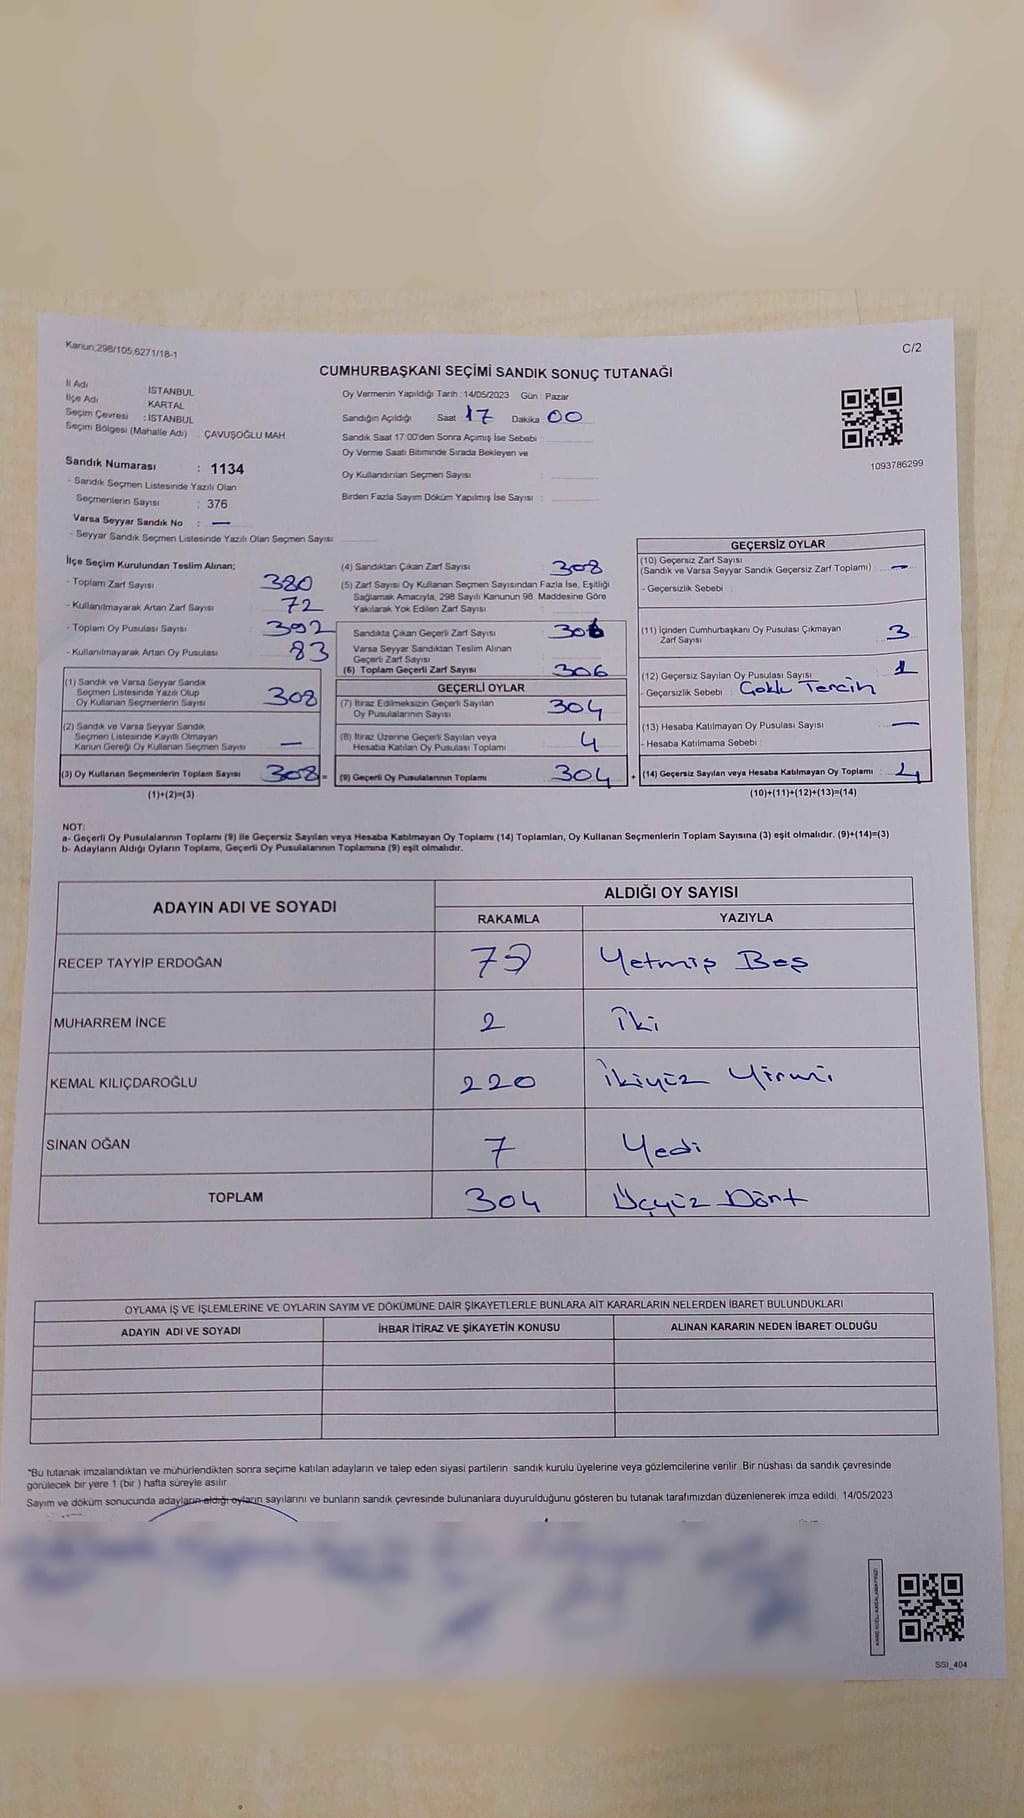 Kanun:298/105,6271/18-1
C/2
CUMHURBAŞKANI SEÇİMİ SANDIK SONUÇ TUTANAĞI
İl Adı : İSTANBUL
İlçe Adı KARTAL
Seçim Çevresi : İSTANBUL
Seçim Bölgesi (Mahalle Adı) : ÇAVUŞOĞLU MAH
Sandık Numarası : 1134
- Sandık Seçmen Listesinde Yazılı Olan
Seçmenlerin Sayısı : 376
Varsa Seyyar Sandık No : —
- Seyyar Sandık Seçmen Listesinde Yazılı Olan Seçmen Sayısı:
Oy Vermenin Yapıldığı Tarih : 14/05/2023 Gün : Pazar
Sandığın Açıldığı Saat 17 Dakika : 00
Sandık Saat 17:00'den Sonra Açımış İse Sebebi :
Oy Verme Saati Bitiminde Sırada Bekleyen ve
Oy Kullandırılan Seçmen Sayısı :
Birden Fazla Sayım Döküm Yapılmış İse Sayısı :
1093786299
İlçe Seçim Kurulundan Teslim Alınan;
- Toplam Zarf Sayısı 380
- Kullanılmayarak Artan Zarf Sayısı 72
- Toplam Oy Pusulası Sayısı 392
- Kullanılmayarak Artan Oy Pusulası 83
(1) Sandık ve Varsa Seyyar Sandık
Seçmen Listesinde Yazılı Olup
Oy Kullanan Seçmenlerin Sayısı 308
(2) Sandık ve Varsa Seyyar Sandık
Seçmen Listesinde Kayıtlı Olmayan
Kanun Gereği Oy Kullanan Seçmen Sayısı —
(3) Oy Kullanan Seçmenlerin Toplam Sayısı 308 =
(1)+(2)=(3)
(4) Sandıktan Çıkan Zarf Sayısı : 308
(5) Zarf Sayısı Oy Kullanan Seçmen Sayısından Fazla İse, Eşitliği
Sağlamak Amacıyla, 298 Sayılı Kanunun 98. Maddesine Göre
Yakılarak Yok Edilen Zarf Sayısı :
Sandıkta Çıkan Geçerli Zarf Sayısı 306
Varsa Seyyar Sandıktan Teslim Alınan
Geçerli Zarf Sayısı
(6) Toplam Geçerli Zarf Sayısı 306
GEÇERLİ OYLAR
(7) İtiraz Edilmeksizin Geçerli Sayılan
Oy Pusulalarının Sayısı 304
(8) İtiraz Üzerine Geçerli Sayılan veya
Hesaba Katılan Oy Pusulası Toplamı 4
(9) Geçerli Oy Pusulalarının Toplamı 304 +
GEÇERSİZ OYLAR
(10) Geçersiz Zarf Sayısı
(Sandık ve Varsa Seyyar Sandık Geçersiz Zarf Toplamı) : —
- Geçersizlik Sebebi :
(11) İçinden Cumhurbaşkanı Oy Pusulası Çıkmayan
Zarf Sayısı 3
(12) Geçersiz Sayılan Oy Pusulası Sayısı : 1
- Geçersizlik Sebebi : Çoklu Tercih
(13) Hesaba Katılmayan Oy Pusulası Sayısı : —
- Hesaba Katılmama Sebebi :
(14) Geçersiz Sayılan veya Hesaba Katılmayan Oy Toplamı : 4
(10)+(11)+(12)+(13)=(14)
NOT:
a- Geçerli Oy Pusulalarının Toplamı (9) ile Geçersiz Sayılan veya Hesaba Katılmayan Oy Toplamı (14) Toplamları, Oy Kullanan Seçmenlerin Toplam Sayısına (3) eşit olmalıdır. (9)+(14)=(3)
b- Adayların Aldığı Oyların Toplamı, Geçerli Oy Pusulalarının Toplamına (9) eşit olmalıdır.
ADAYIN ADI VE SOYADI
ALDIĞI OY SAYISI
RAKAMLA YAZIYLA
RECEP TAYYİP ERDOĞAN 75 Yetmiş Beş
MUHARREM İNCE 2 İki
KEMAL KILIÇDAROĞLU 220 İkiyüz Yirmi
SİNAN OĞAN 7 Yedi
TOPLAM 304 Üçyüz Dört
OYLAMA İŞ VE İŞLEMLERİNE VE OYLARIN SAYIM VE DÖKÜMÜNE DAİR ŞİKAYETLERLE BUNLARA AİT KARARLARIN NELERDEN İBARET BULUNDUKLARI
ADAYIN ADI VE SOYADI İHBAR İTİRAZ VE ŞİKAYETİN KONUSU ALINAN KARARIN NEDEN İBARET OLDUĞU
"Bu tutanak imzalandıktan ve mühürlendikten sonra seçime katılan adayların ve talep eden siyasi partilerin sandık kurulu üyelerine veya gözlemcilerine verilir. Bir nüshası da sandık çevresinde
görülecek bir yere 1 (bir ) hafta süreyle asılır.
Sayım ve döküm sonucunda adayların aldığı oyların sayılarını ve bunların sandık çevresinde bulunanlara duyurulduğunu gösteren bu tutanak tarafımızdan düzenlenerek imza edildi. 14/05/2023
SSI_404